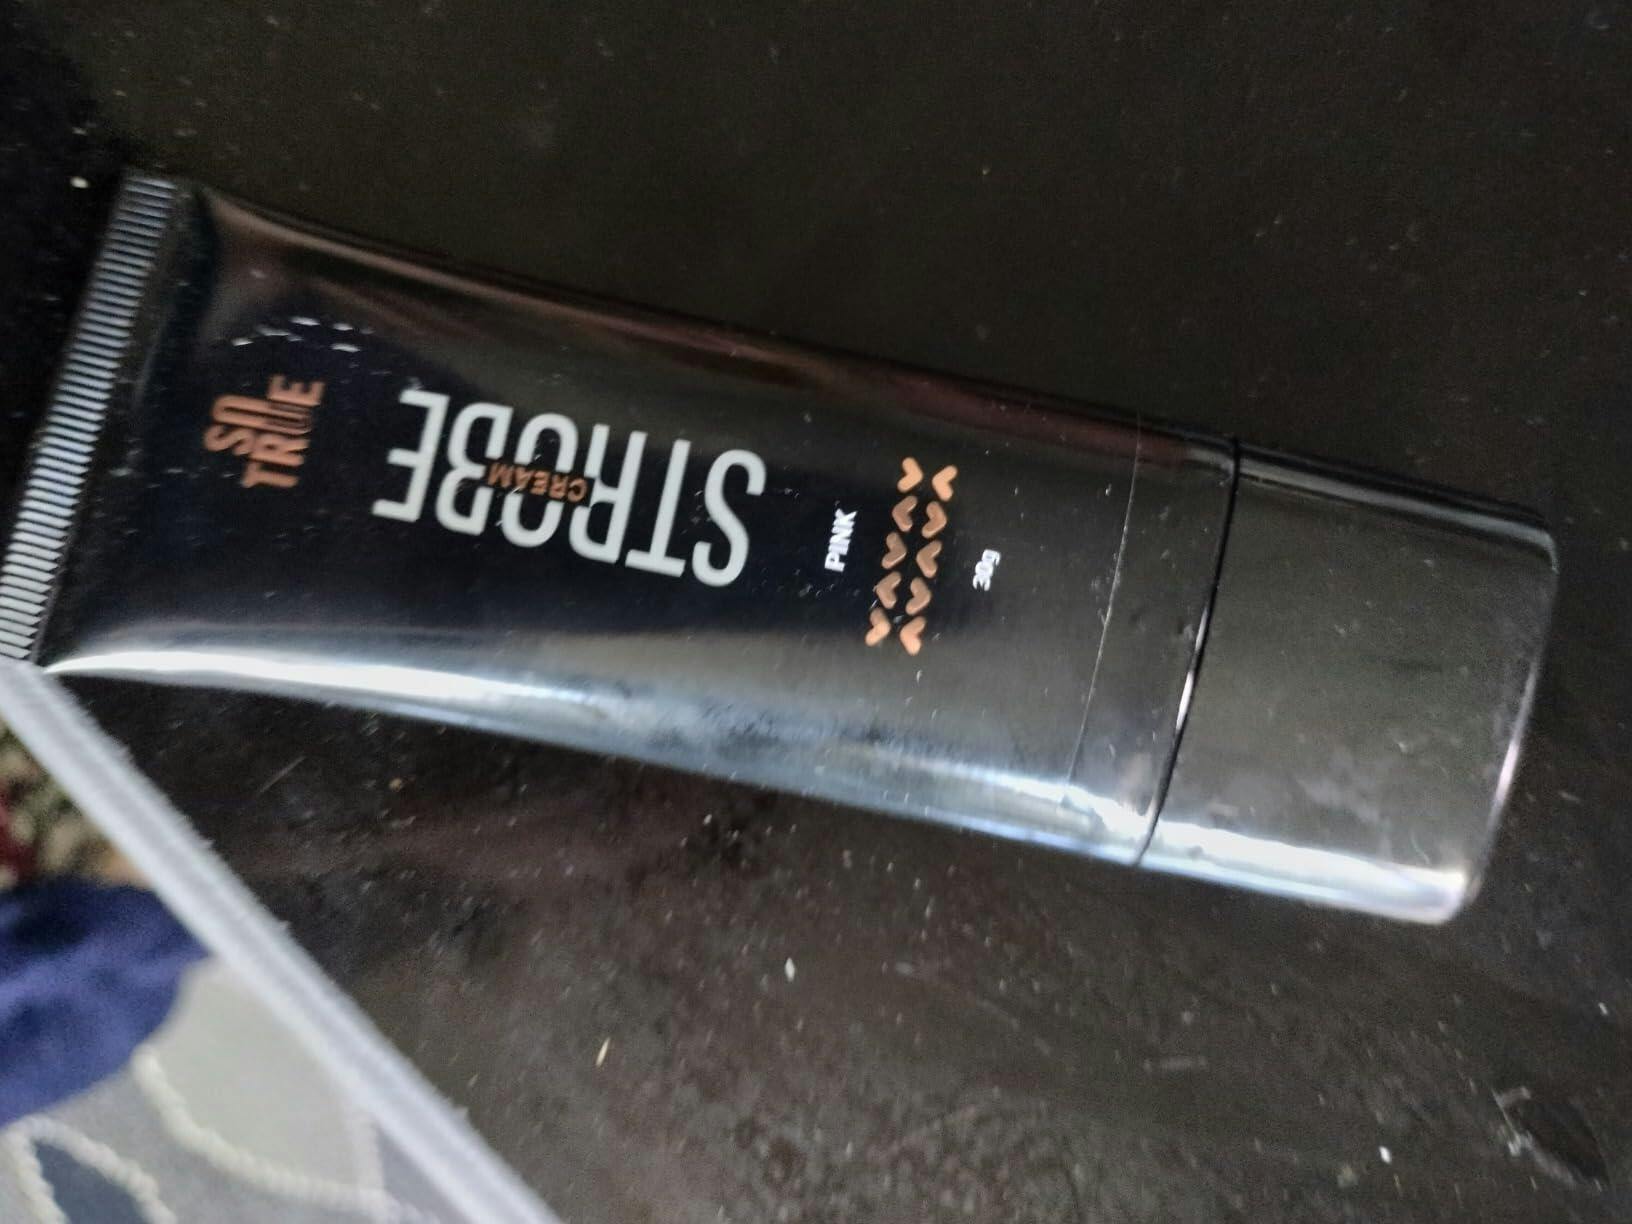 SO
TRUE
STROBE
CREAM
PINK
30g